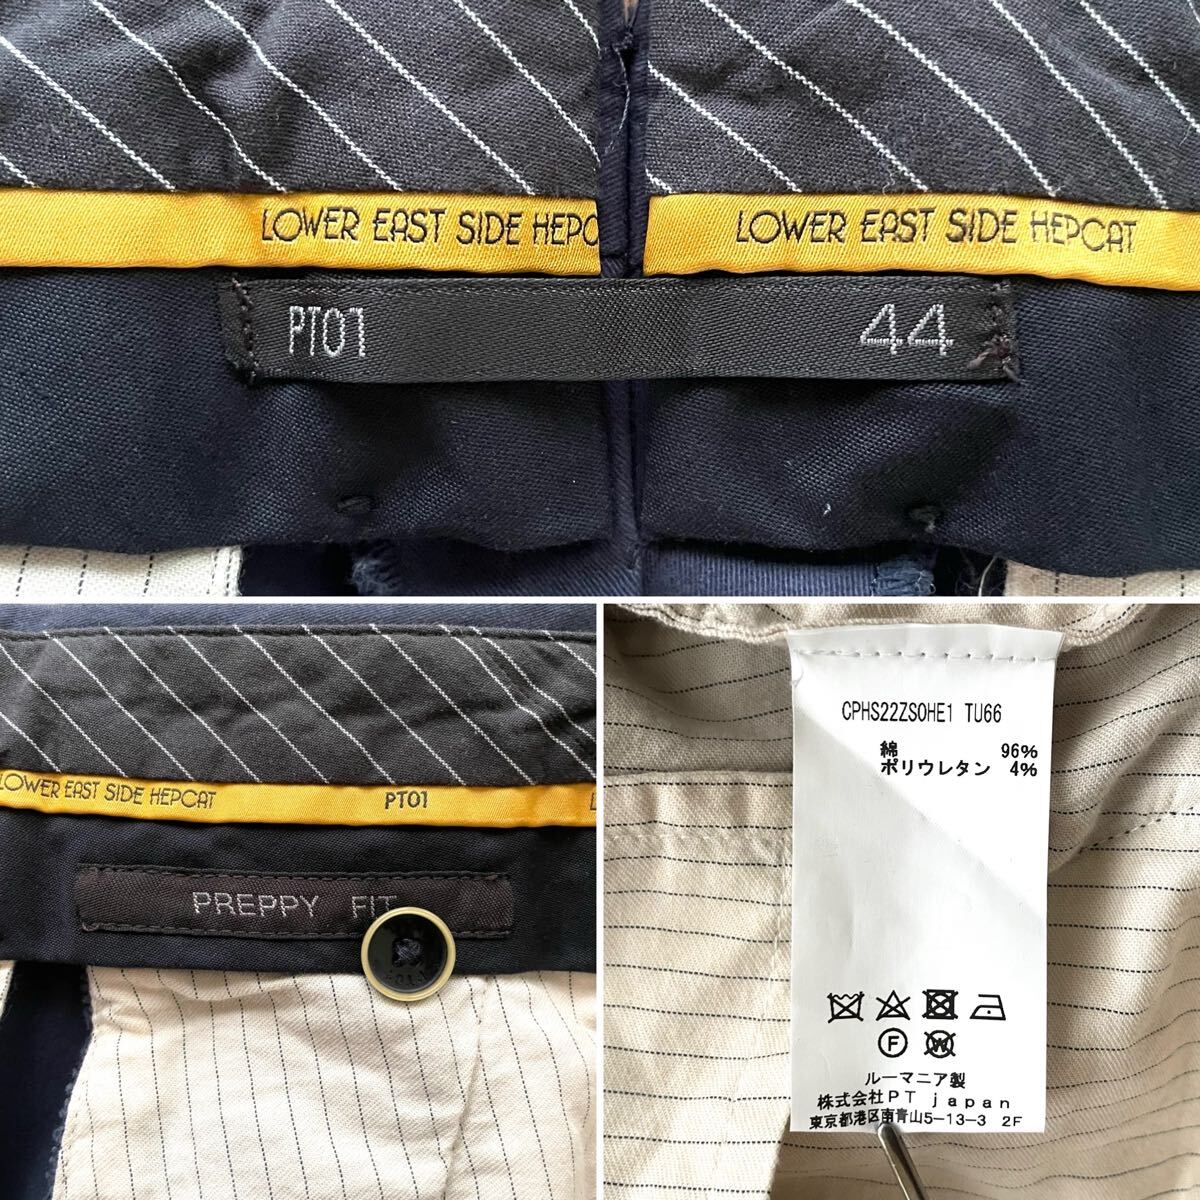 LOWER EAST SIDE HEPC
LOWER EAST SIDE HEPCAT
PT01 44
LOWER EAST SIDE HEPCAT PT01 L
PREPPY FIT
CPHS22ZS0HE1 TU66
綿 96%
ポリウレタン 4%
F W
ルーマニア製
株式会社PT japan
東京都港区南青山5-13-3 2F